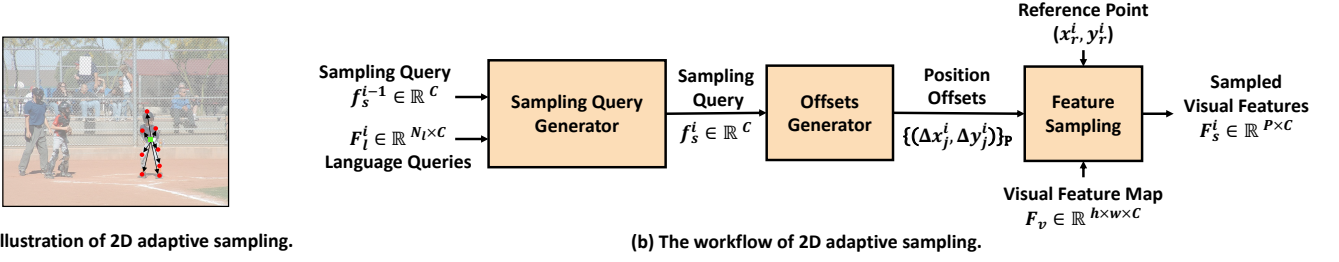 Reference Point
(x_r^i, y_r^i)
Sampling Query
f_s^{i-1} ∈ ℝ^C
F_l^i ∈ ℝ^{N_l×C}
Language Queries
Sampling Query
Generator
Sampling
Query
f_s^i ∈ ℝ^C
Offsets
Generator
Position
Offsets
{(Δx_j^i, Δy_j^i)}_P
Feature
Sampling
Sampled
Visual Features
F_s^i ∈ ℝ^{P×C}
Visual Feature Map
F_v ∈ ℝ^{h×w×C}
llustration of 2D adaptive sampling.
(b) The workflow of 2D adaptive sampling.